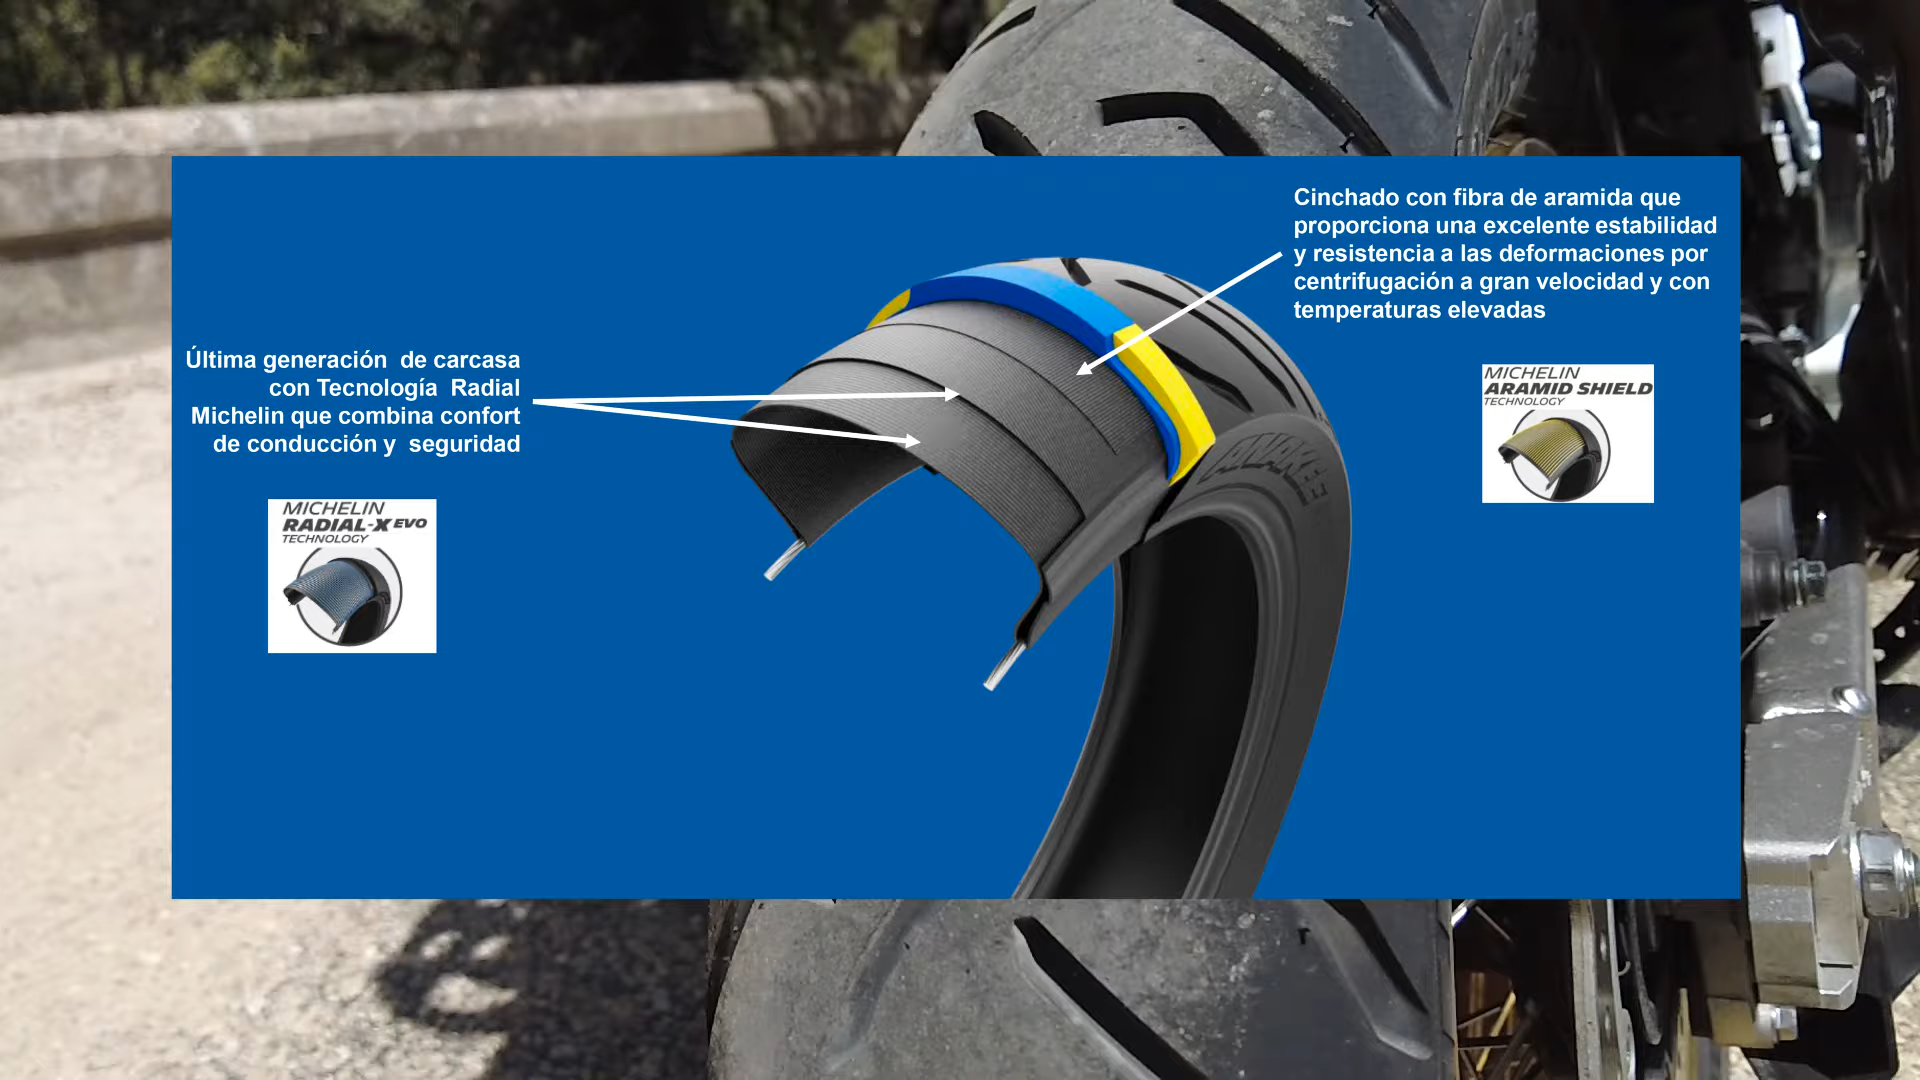 Cinchado con fibra de aramida que
proporciona una excelente estabilidad
y resistencia a las deformaciones por
centrifugación a gran velocidad y con
temperaturas elevadas
Última generación de carcasa
con Tecnología Radial
Michelin que combina confort
de conducción y seguridad
MICHELIN
ARAMID SHIELD
TECHNOLOGY
MICHELIN
RADIAL-X EVO
TECHNOLOGY
ANAKEE